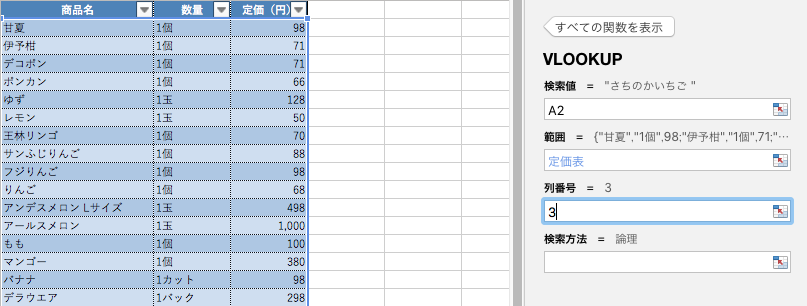 商品名 数量 定価（円）
甘夏 1個 98
伊予柑 1個 71
デコポン 1個 71
ポンカン 1個 66
ゆず 1玉 128
レモン 1玉 50
王林リンゴ 1個 70
サンふじりんご 1個 88
フジりんご 1個 98
りんご 1個 68
アンデスメロン Lサイズ 1玉 498
アールスメロン 1玉 1,000
もも 1個 100
マンゴー 1個 380
バナナ 1カット 98
デラウエア 1パック 298
すべての関数を表示
VLOOKUP
検索値 = "さちのかいちご "
A2
範囲 = {"甘夏","1個",98;"伊予柑","1個",71;"…
定価表
列番号 = 3
3
検索方法 = 論理